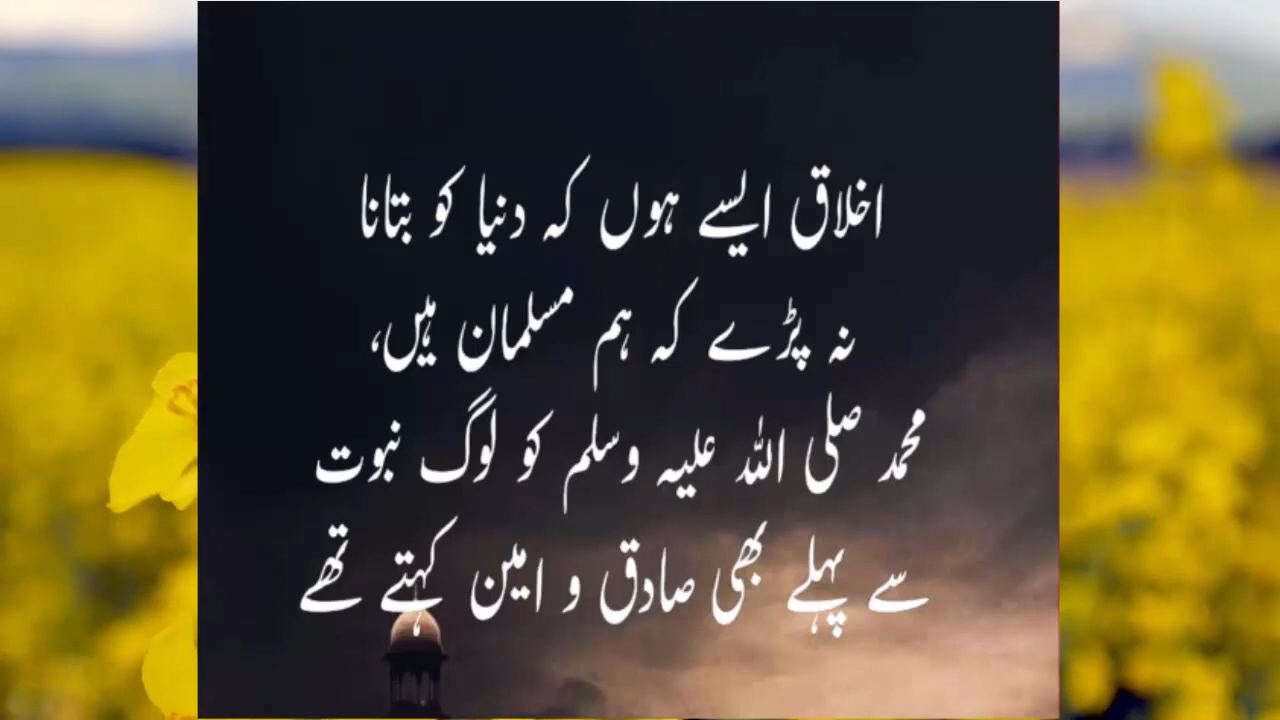 اخلاق ایسے ہوں کہ دنیا کو بتانا
نہ پڑے کہ ہم مسلمان ہیں،
محمد صلی اللہ علیہ وسلم کو لوگ نبوت
سے پہلے بھی صادق و امین کہتے تھے